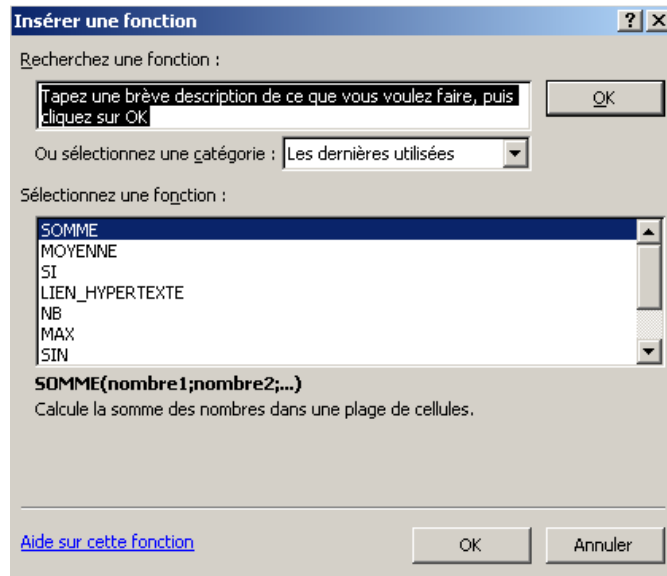 Insérer une fonction
Recherchez une fonction :
Tapez une brève description de ce que vous voulez faire, puis
cliquez sur OK
OK
Ou sélectionnez une catégorie : Les dernières utilisées
Sélectionnez une fonction :
SOMME
MOYENNE
SI
LIEN_HYPERTEXTE
NB
MAX
SIN
SOMME(nombre1;nombre2;...)
Calcule la somme des nombres dans une plage de cellules.
Aide sur cette fonction
OK
Annuler